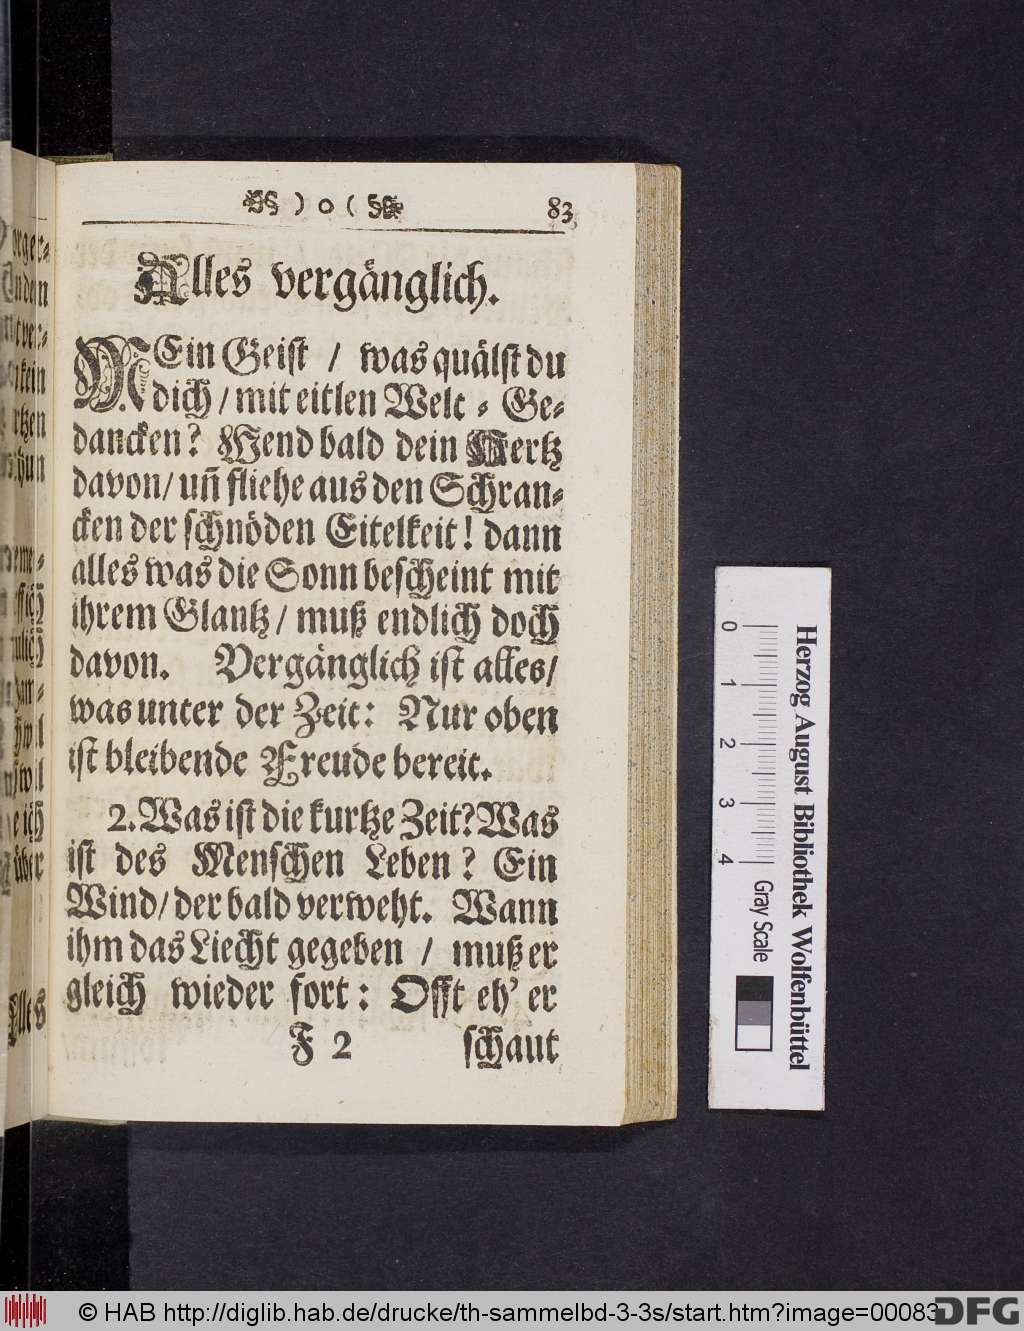 ) o ( 83
Alles vergänglich.
MEin Geist / was quälst du
dich / mit eitlen Welt - Ge-
dancken? Wend bald dein Hertz
davon / uñ fliehe aus den Schran-
cken der schnöden Eitelkeit! dann
alles was die Sonn bescheint mit
ihrem Glantz / muß endlich doch
davon. Vergänglich ist alles /
was unter der Zeit: Nur oben
ist bleibende Freude bereit.
2. Was ist die kurtze Zeit? Was
ist des Menschen Leben? Ein
Wind / der bald verweht. Wann
ihm das Liecht gegeben / muß er
gleich wieder fort: Offt eh' er
F 2 schaut
0 1 2 3 4
Gray Scale
Herzog August Bibliothek Wolfenbüttel
© HAB http://diglib.hab.de/drucke/th-sammelbd-3-3s/start.htm?image=00083
DFG